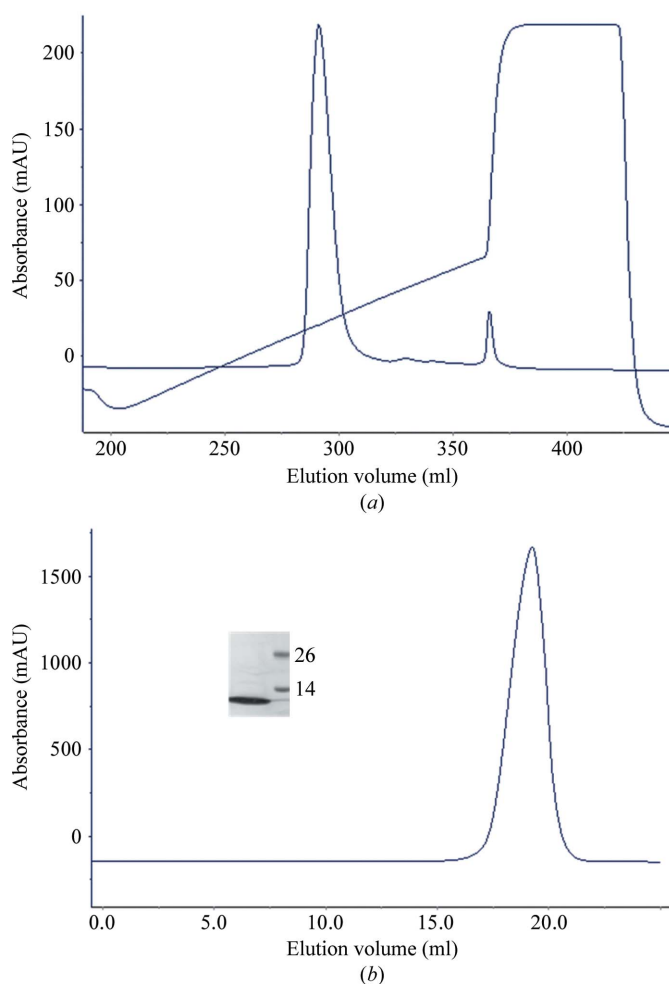 200
150
100
50
0
Absorbance (mAU)
200 250 300 350 400
Elution volume (ml)
(a)
1500
1000
500
0
Absorbance (mAU)
26
14
0.0 5.0 10.0 15.0 20.0
Elution volume (ml)
(b)